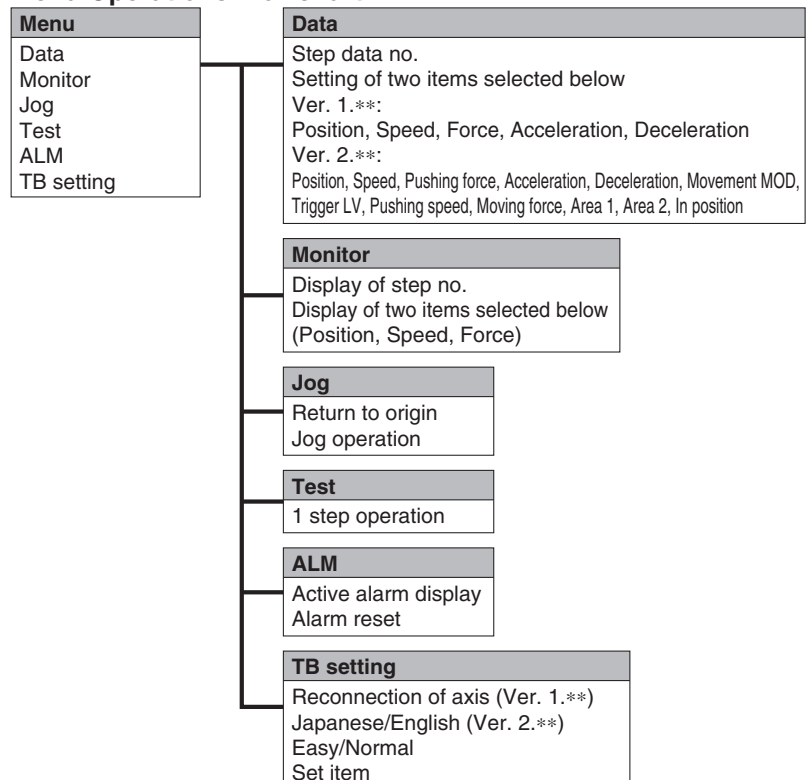 Menu
Data
Monitor
Jog
Test
ALM
TB setting
Data
Step data no.
Setting of two items selected below
Ver. 1.**:
Position, Speed, Force, Acceleration, Deceleration
Ver. 2.**:
Position, Speed, Pushing force, Acceleration, Deceleration, Movement MOD,
Trigger LV, Pushing speed, Moving force, Area 1, Area 2, In position
Monitor
Display of step no.
Display of two items selected below
(Position, Speed, Force)
Jog
Return to origin
Jog operation
Test
1 step operation
ALM
Active alarm display
Alarm reset
TB setting
Reconnection of axis (Ver. 1.**)
Japanese/English (Ver. 2.**)
Easy/Normal
Set item